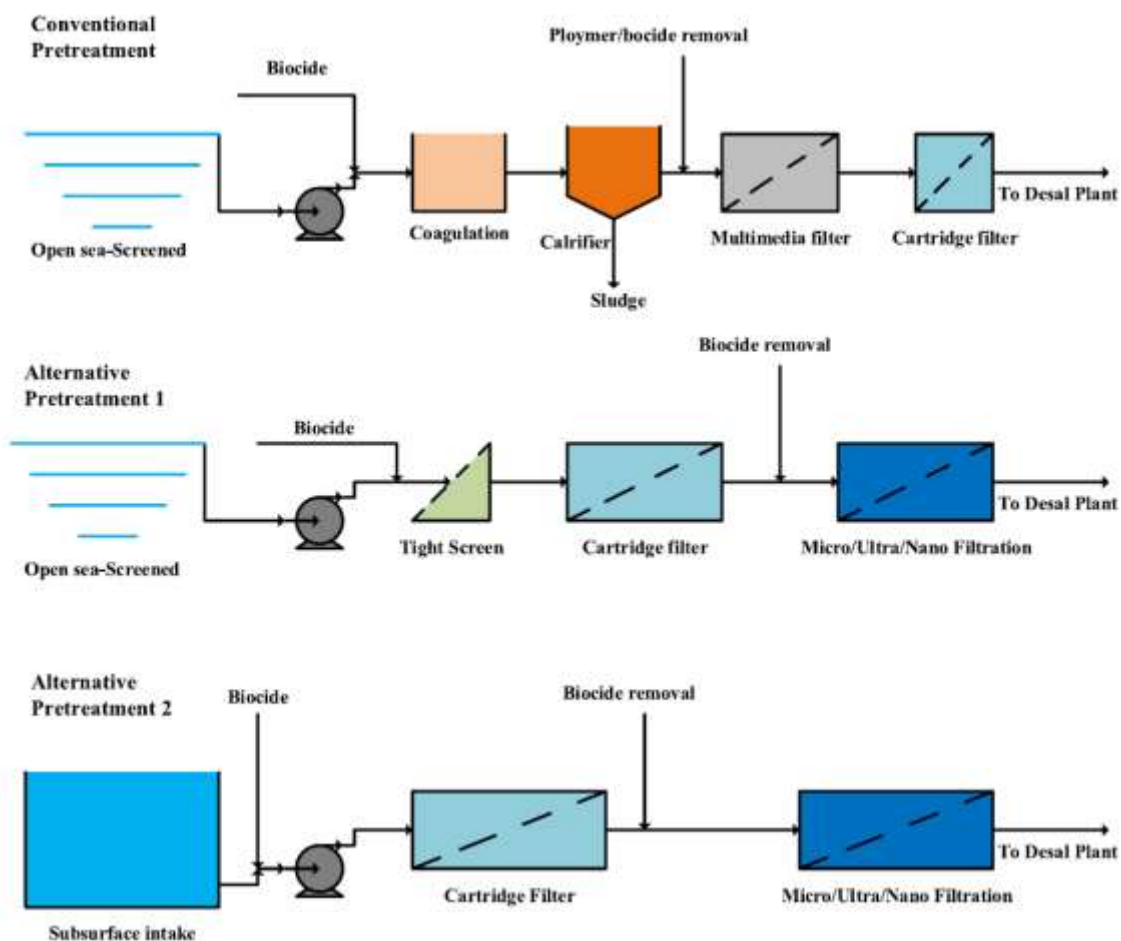 Conventional
Pretreatment
Biocide
Ploymer/bocide removal
Open sea-Screened
Coagulation
Calrifier
Sludge
Multimedia filter
Cartridge filter
To Desal Plant
Alternative
Pretreatment 1
Biocide
Biocide removal
Open sea-Screened
Tight Screen
Cartridge filter
Micro/Ultra/Nano Filtration
To Desal Plant
Alternative
Pretreatment 2
Biocide
Biocide removal
Subsurface intake
Cartridge Filter
Micro/Ultra/Nano Filtration
To Desal Plant